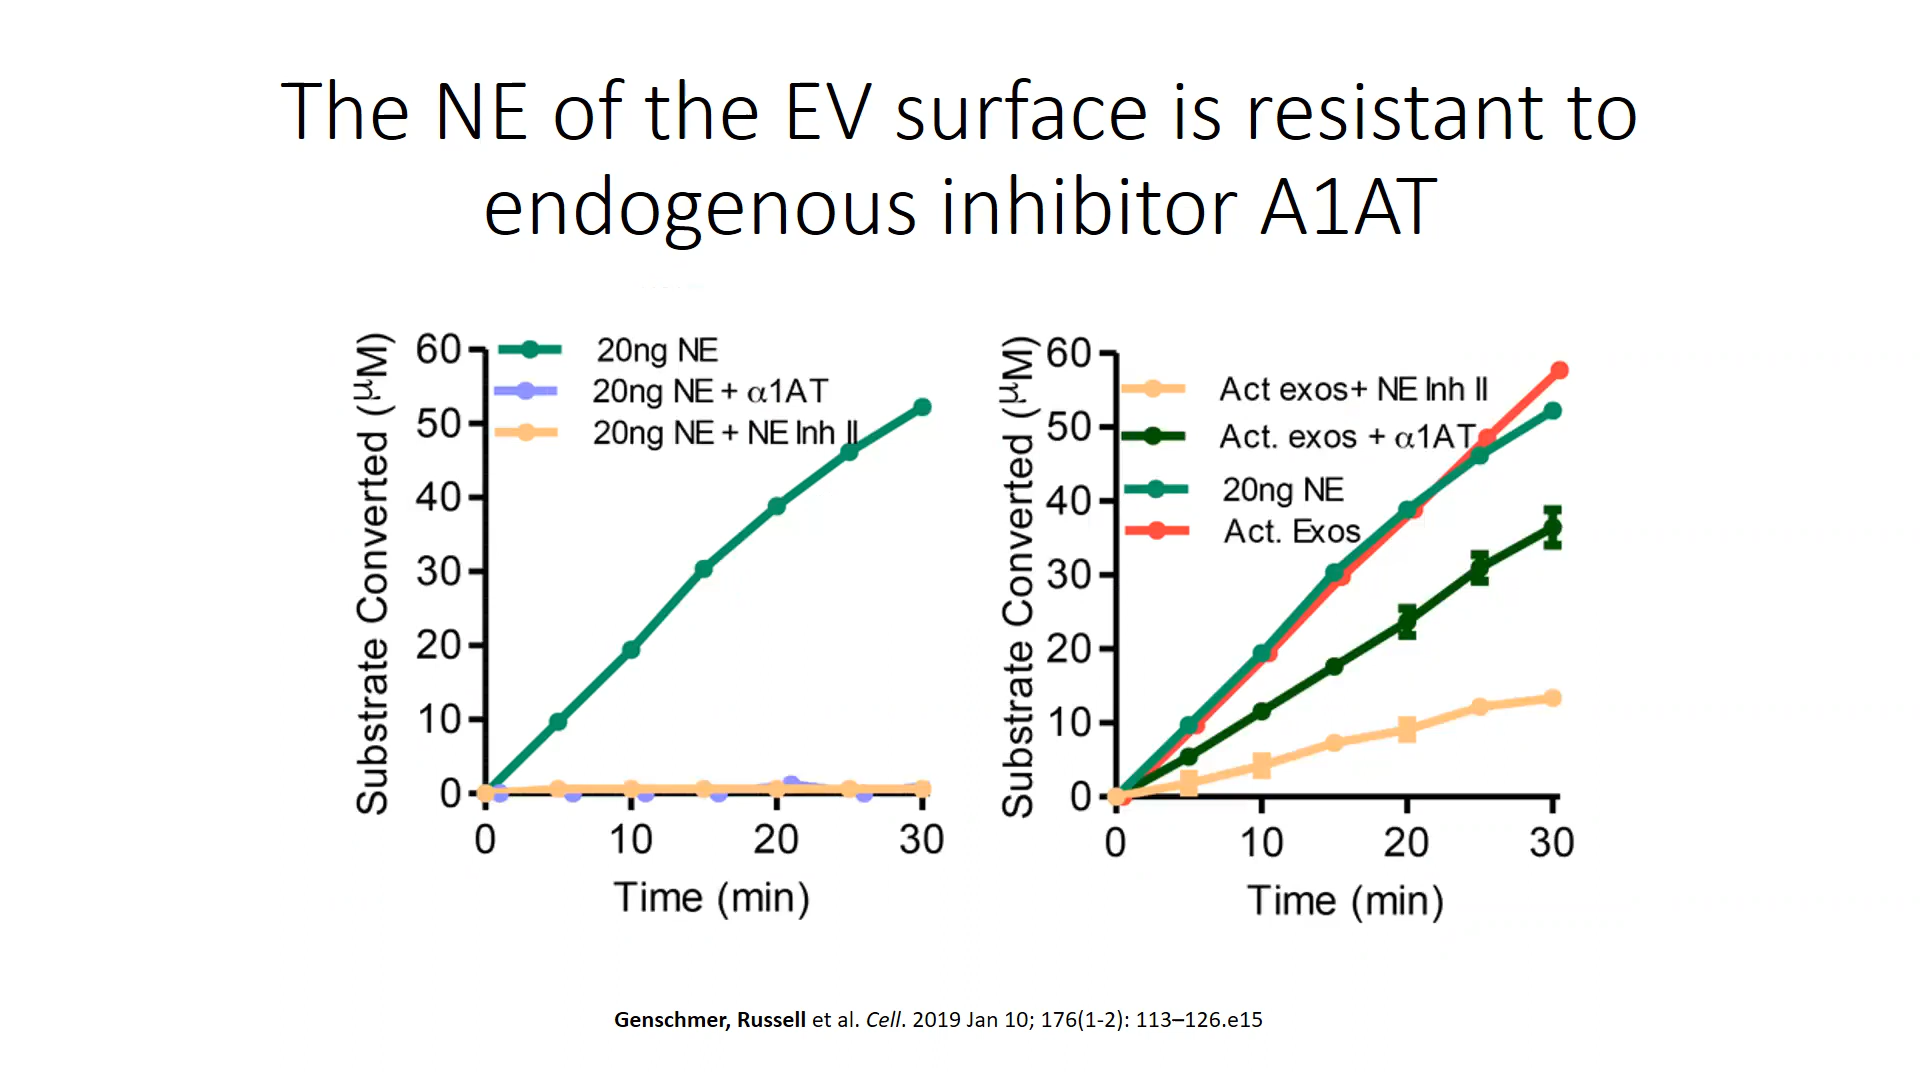 The NE of the EV surface is resistant to
endogenous inhibitor A1AT
Substrate Converted (µM)
60
50
40
30
20
10
0
20ng NE
20ng NE + α1AT
20ng NE + NE Inh II
0 10 20 30
Time (min)
Substrate Converted (µM)
60
50
40
30
20
10
0
Act exos+ NE Inh II
Act. exos + α1AT
20ng NE
Act. Exos
0 10 20 30
Time (min)
Genschmer, Russell et al. Cell. 2019 Jan 10; 176(1-2): 113–126.e15